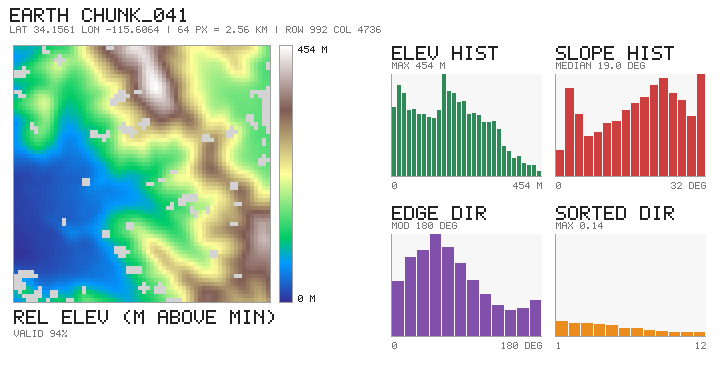 EARTH CHUNK_041
LAT 34.1561 LON -115.6064 | 64 PX = 2.56 KM | ROW 992 COL 4736
454 M
0 M
REL ELEV (M ABOVE MIN)
VALID 94%
ELEV HIST
MAX 454 M
0 454 M
SLOPE HIST
MEDIAN 19.0 DEG
0 32 DEG
EDGE DIR
MOD 180 DEG
0 180 DEG
SORTED DIR
MAX 0.14
1 12